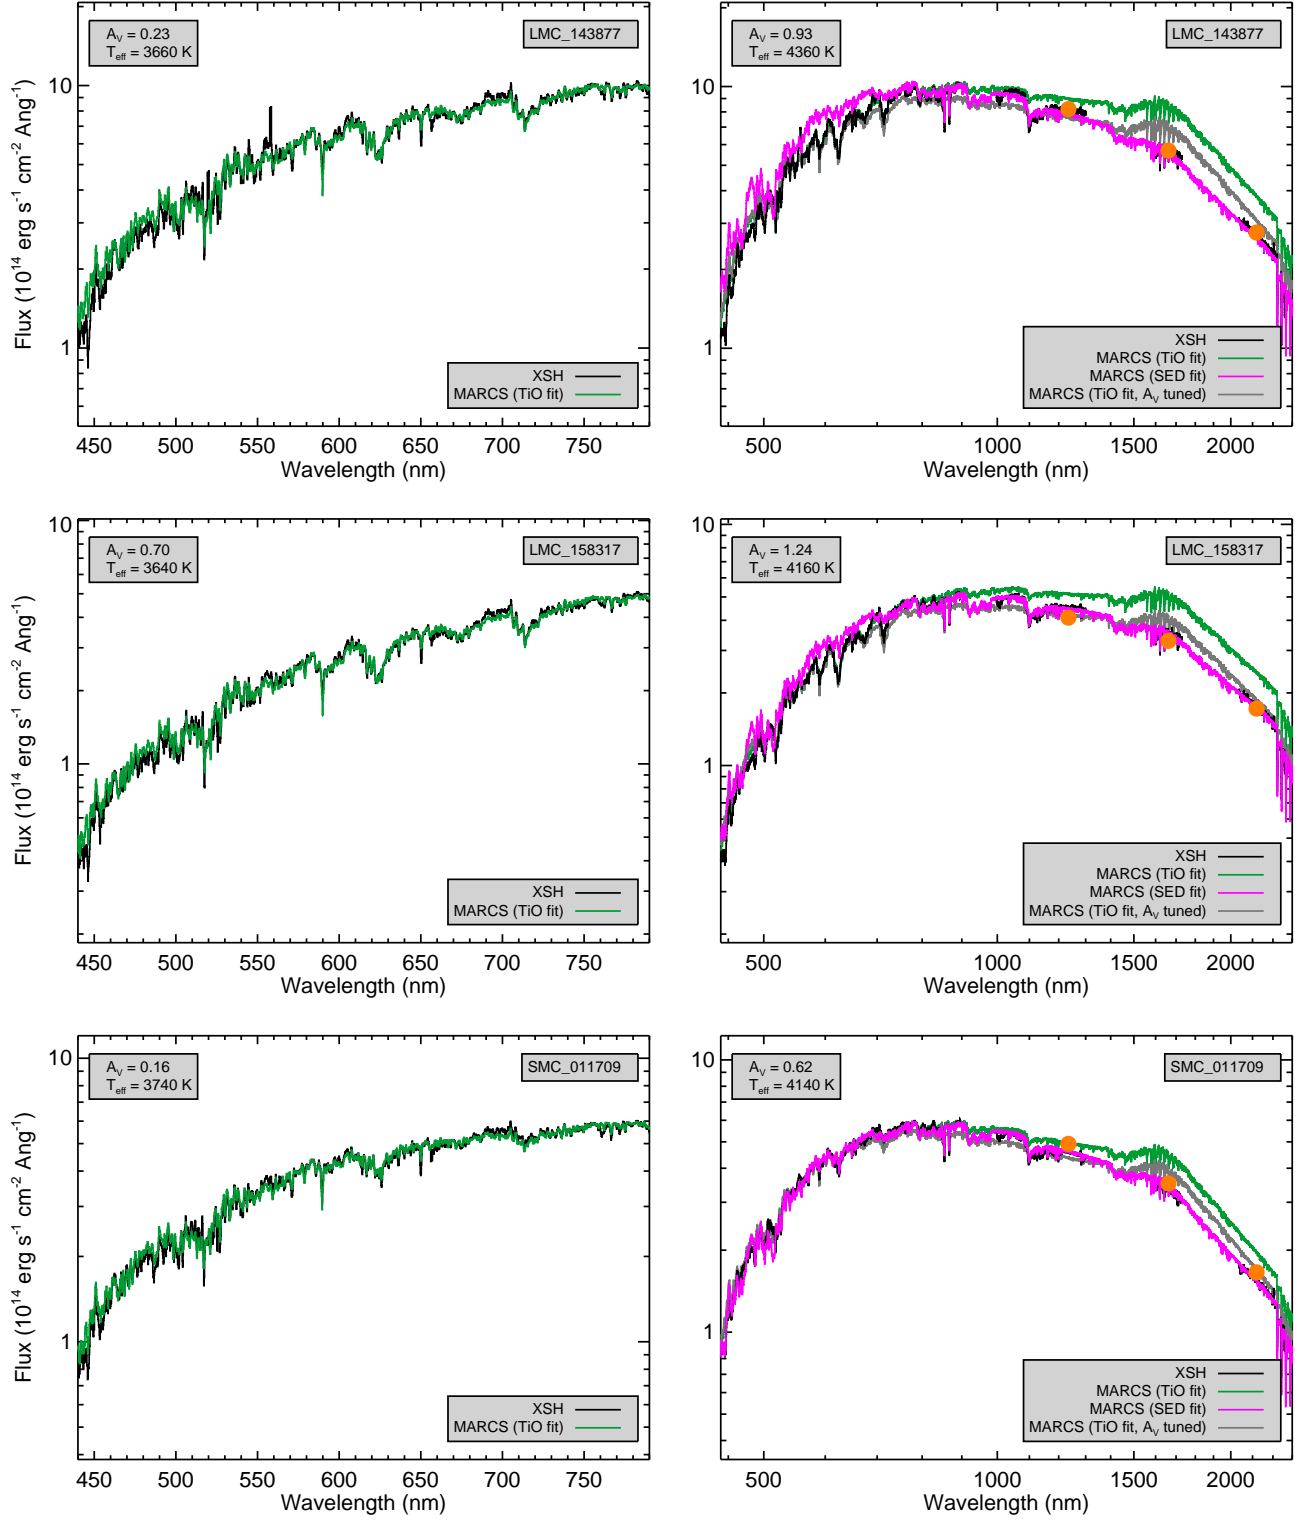 A_V = 0.23
T_eff = 3660 K
LMC_143877
10
1
Flux (10^14 erg s^-1 cm^-2 Ang^-1)
XSH
MARCS (TiO fit)
450 500 550 600 650 700 750
Wavelength (nm)
A_V = 0.93
T_eff = 4360 K
LMC_143877
10
1
XSH
MARCS (TiO fit)
MARCS (SED fit)
MARCS (TiO fit, A_V tuned)
500 1000 1500 2000
Wavelength (nm)
A_V = 0.70
T_eff = 3640 K
LMC_158317
10
1
Flux (10^14 erg s^-1 cm^-2 Ang^-1)
XSH
MARCS (TiO fit)
450 500 550 600 650 700 750
Wavelength (nm)
A_V = 1.24
T_eff = 4160 K
LMC_158317
10
1
XSH
MARCS (TiO fit)
MARCS (SED fit)
MARCS (TiO fit, A_V tuned)
500 1000 1500 2000
Wavelength (nm)
A_V = 0.16
T_eff = 3740 K
SMC_011709
10
1
Flux (10^14 erg s^-1 cm^-2 Ang^-1)
XSH
MARCS (TiO fit)
450 500 550 600 650 700 750
Wavelength (nm)
A_V = 0.62
T_eff = 4140 K
SMC_011709
10
1
XSH
MARCS (TiO fit)
MARCS (SED fit)
MARCS (TiO fit, A_V tuned)
500 1000 1500 2000
Wavelength (nm)